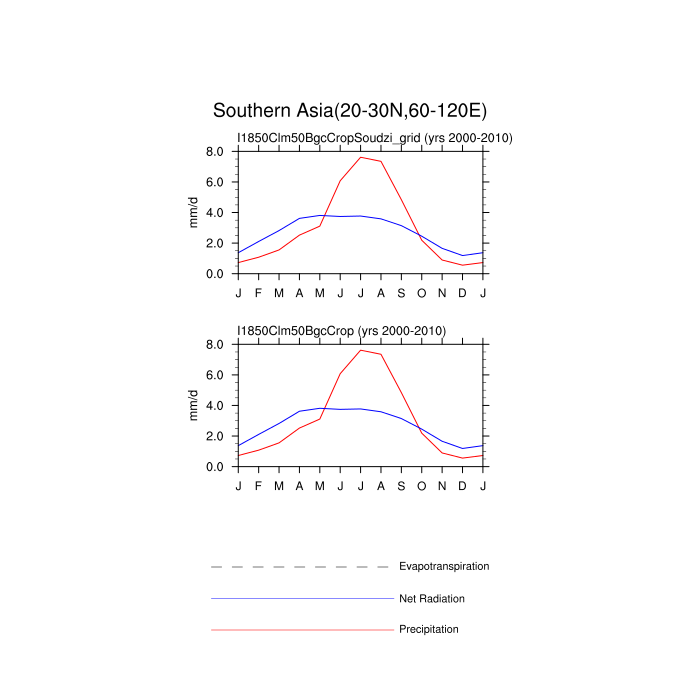 Southern Asia(20-30N,60-120E)
I1850Clm50BgcCropSoudzi_grid (yrs 2000-2010)
8.0
6.0
4.0
2.0
0.0
mm/d
J F M A M J J A S O N D J
I1850Clm50BgcCrop (yrs 2000-2010)
8.0
6.0
4.0
2.0
0.0
mm/d
J F M A M J J A S O N D J
Evapotranspiration
Net Radiation
Precipitation